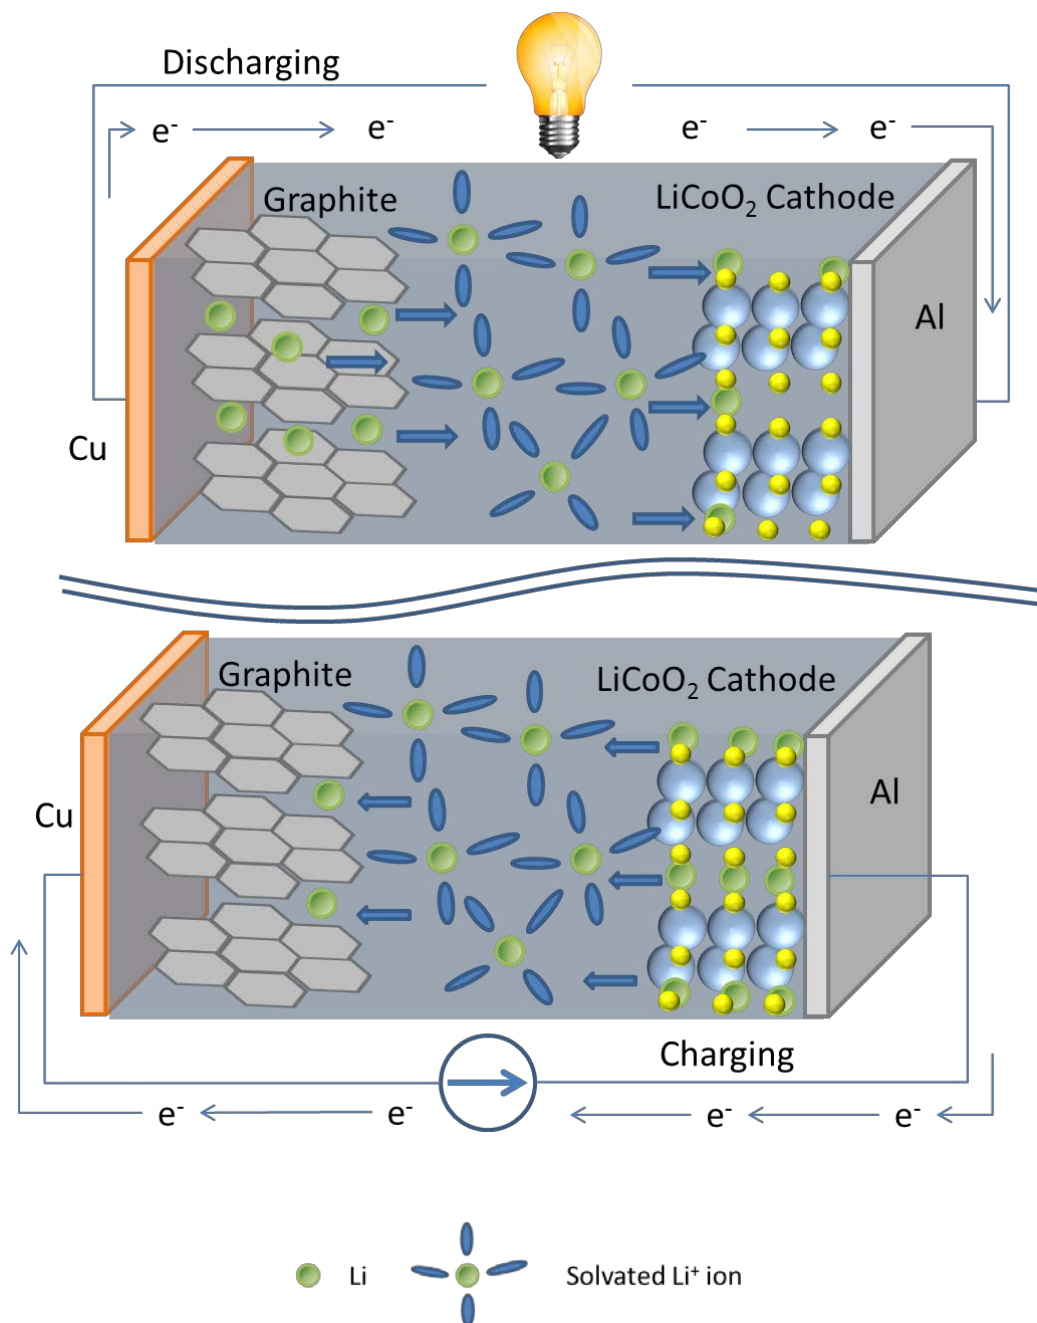 Discharging
e⁻ e⁻ e⁻ e⁻
Graphite LiCoO₂ Cathode
Al
Cu
Graphite LiCoO₂ Cathode
Cu Al
Charging
e⁻ e⁻ e⁻ e⁻
Li Solvated Li⁺ ion